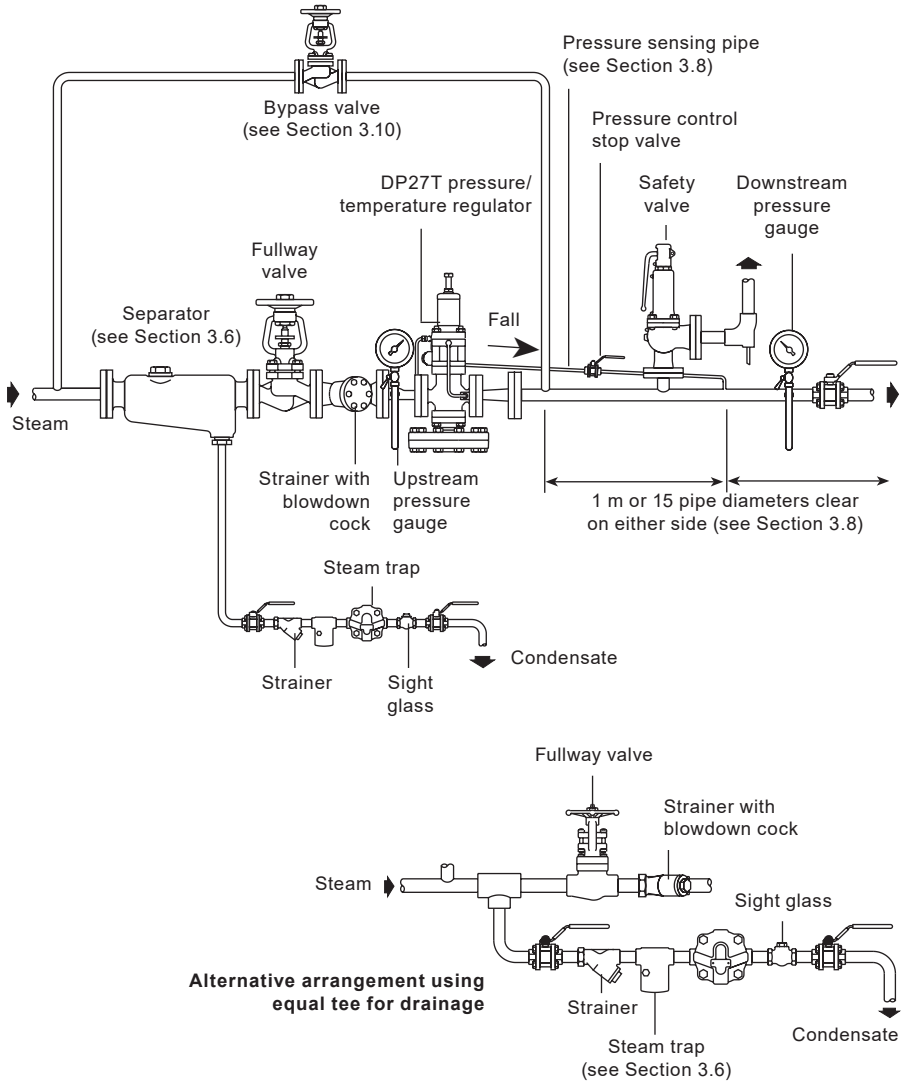 Pressure sensing pipe
(see Section 3.8)
Bypass valve
(see Section 3.10)
Pressure control
stop valve
DP27T pressure/
temperature regulator
Safety
valve
Downstream
pressure
gauge
Fullway
valve
Separator
(see Section 3.6)
Fall
Steam
Strainer with
blowdown
cock
Upstream
pressure
gauge
1 m or 15 pipe diameters clear
on either side (see Section 3.8)
Steam trap
Condensate
Strainer
Sight
glass
Fullway valve
Strainer with
blowdown cock
Steam
Sight glass
Alternative arrangement using
equal tee for drainage
Strainer
Condensate
Steam trap
(see Section 3.6)